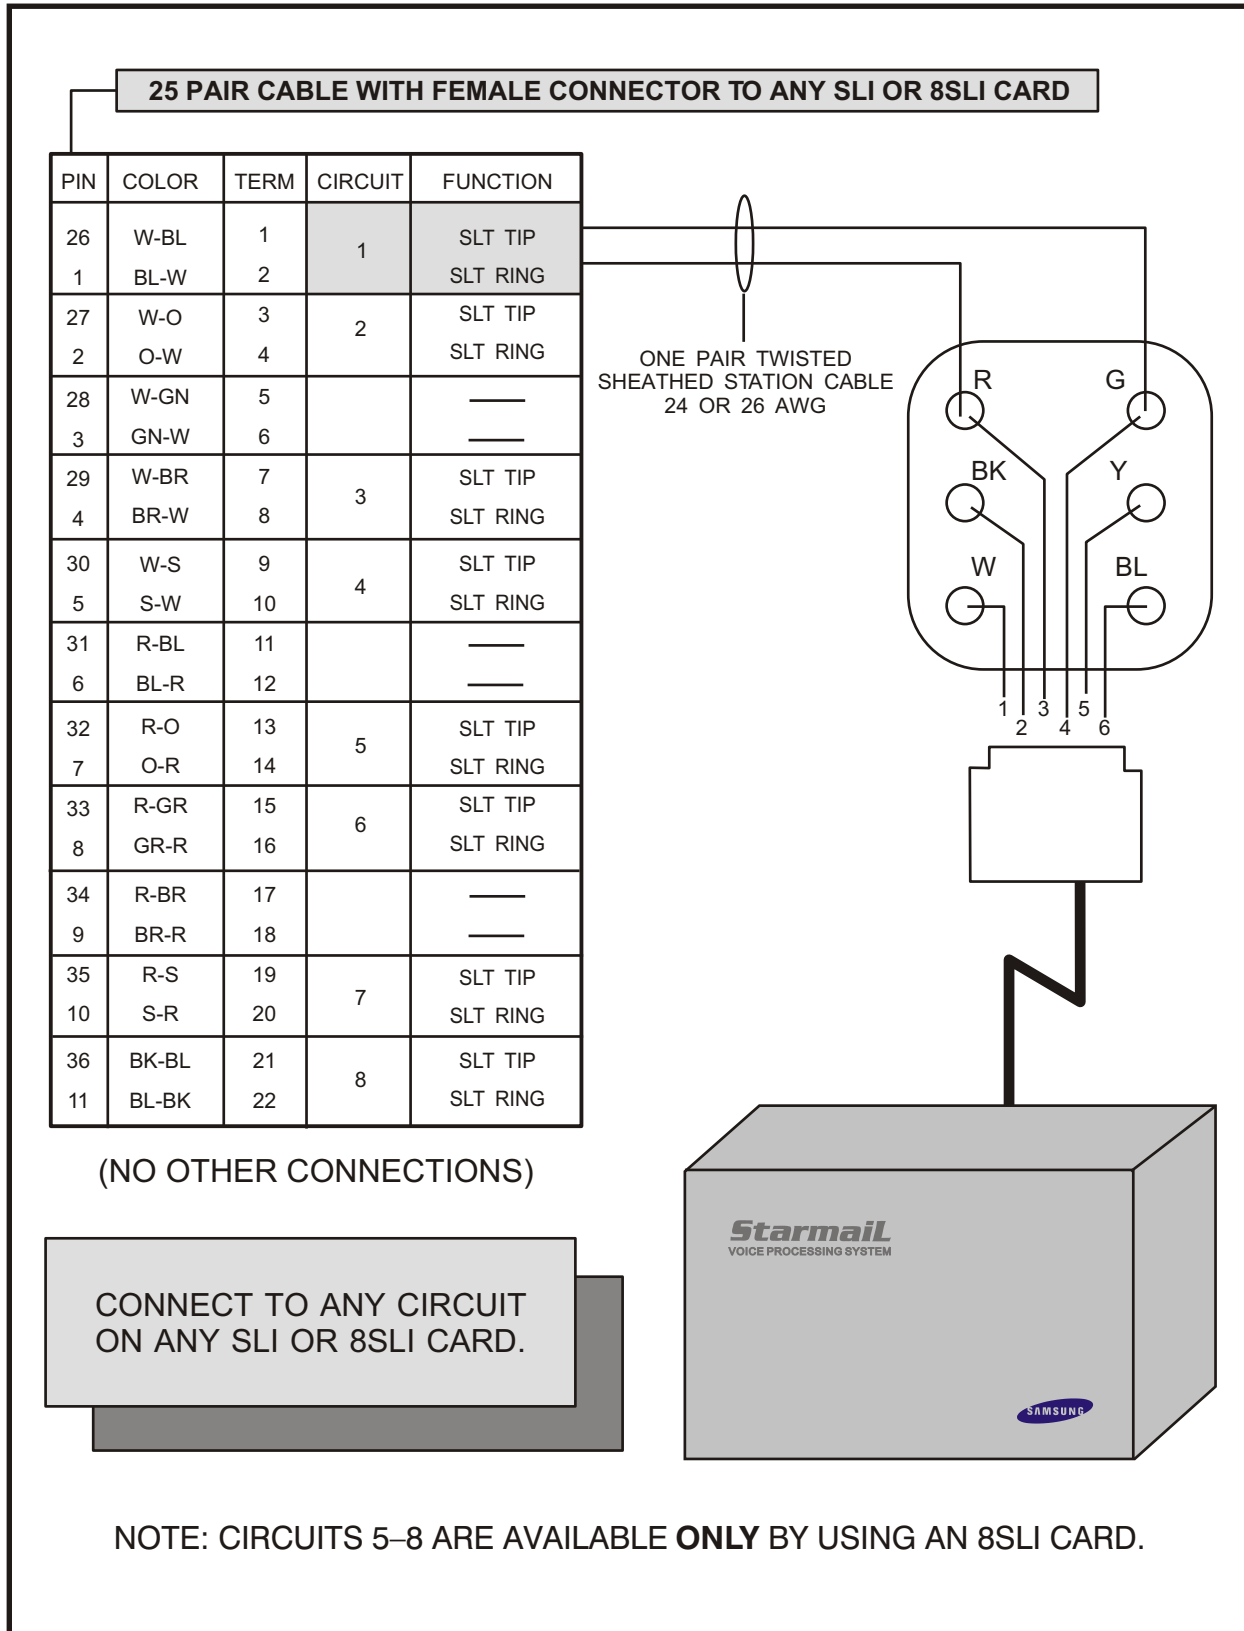 25 PAIR CABLE WITH FEMALE CONNECTOR TO ANY SLI OR 8SLI CARD
PIN COLOR TERM CIRCUIT FUNCTION
26 W-BL 1 1 SLT TIP
1 BL-W 2 SLT RING
27 W-O 3 2 SLT TIP
2 O-W 4 SLT RING
28 W-GN 5 —
3 GN-W 6 —
29 W-BR 7 3 SLT TIP
4 BR-W 8 SLT RING
30 W-S 9 4 SLT TIP
5 S-W 10 SLT RING
31 R-BL 11 —
6 BL-R 12 —
32 R-O 13 5 SLT TIP
7 O-R 14 SLT RING
33 R-GR 15 6 SLT TIP
8 GR-R 16 SLT RING
34 R-BR 17 —
9 BR-R 18 —
35 R-S 19 7 SLT TIP
10 S-R 20 SLT RING
36 BK-BL 21 8 SLT TIP
11 BL-BK 22 SLT RING
(NO OTHER CONNECTIONS)
ONE PAIR TWISTED
SHEATHED STATION CABLE
24 OR 26 AWG
R G
BK Y
W BL
1 2 3 4 5 6
StarmaiL
VOICE PROCESSING SYSTEM
SAMSUNG
CONNECT TO ANY CIRCUIT
ON ANY SLI OR 8SLI CARD.
NOTE: CIRCUITS 5–8 ARE AVAILABLE ONLY BY USING AN 8SLI CARD.